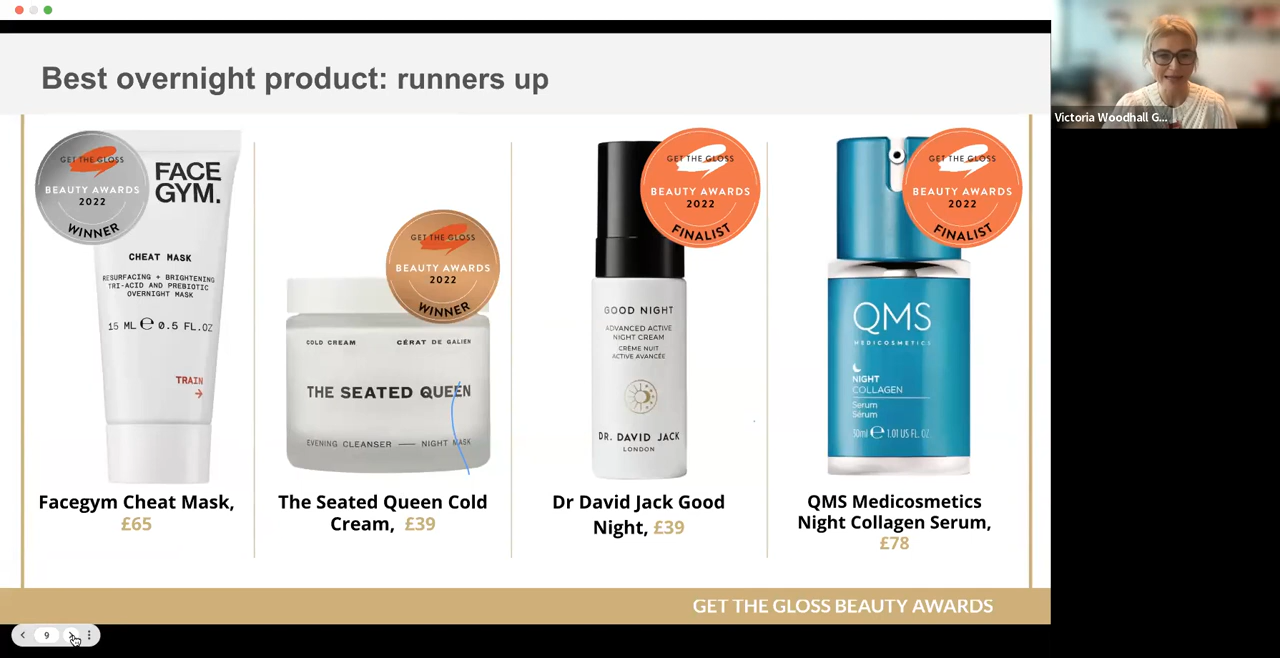 Best overnight product: runners up
GET THE GLOSS
BEAUTY AWARDS
2022
WINNER
FACE
GYM.
CHEAT MASK
RESURFACING + BRIGHTENING
TRI-ACID AND PREBIOTIC
OVERNIGHT MASK
15 ML ℮ 0.5 FL.OZ
TRAIN
→
Facegym Cheat Mask,
£65
GET THE GLOSS
BEAUTY AWARDS
2022
WINNER
COLD CREAM CÉRAT DE GALIEN
THE SEATED QUEEN
EVENING CLEANSER — NIGHT MASK
The Seated Queen Cold
Cream, £39
GET THE GLOSS
BEAUTY AWARDS
2022
FINALIST
GOOD NIGHT
ADVANCED ACTIVE
NIGHT CREAM
CRÈME NUIT
ACTIVE AVANCÉE
DR. DAVID JACK
LONDON
Dr David Jack Good
Night, £39
GET THE GLOSS
BEAUTY AWARDS
2022
FINALIST
QMS
MEDICOSMETICS
NIGHT
COLLAGEN
Serum
Sérum
30ml ℮ 1.01 US FL. OZ.
QMS Medicosmetics
Night Collagen Serum,
£78
GET THE GLOSS BEAUTY AWARDS
9
Victoria Woodhall G...